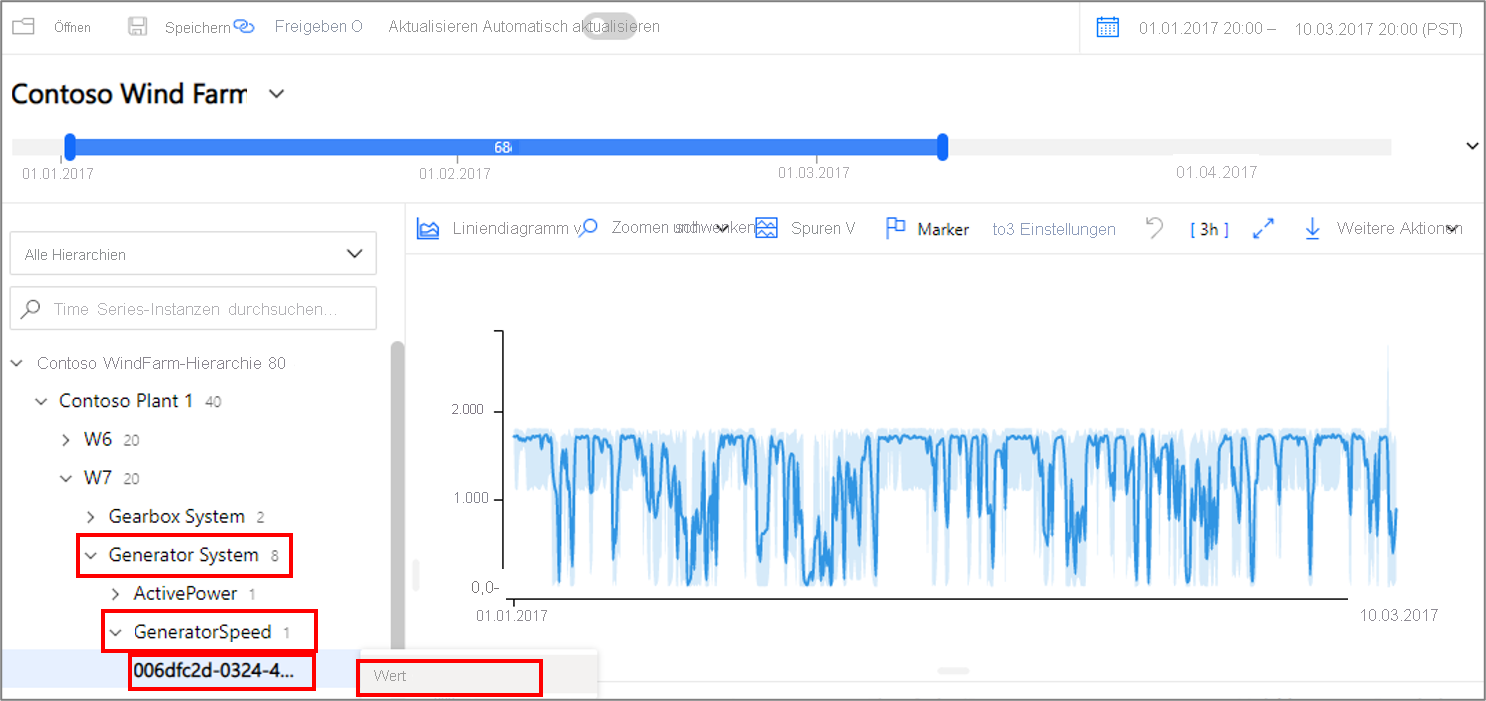 Öffnen Speichern Freigeben O Aktualisieren Automatisch aktualisieren 01.01.2017 20:00 – 10.03.2017 20:00 (PST)
Contoso Wind Farm
68
01.01.2017 01.02.2017 01.03.2017 01.04.2017
Liniendiagramm v Zoomen und schwenken Spuren V Marker to3 Einstellungen [ 3h ] Weitere Aktionen
Alle Hierarchien
Time Series-Instanzen durchsuchen...
Contoso WindFarm-Hierarchie 80
Contoso Plant 1 40
W6 20
W7 20
Gearbox System 2
Generator System 8
ActivePower 1
GeneratorSpeed 1
006dfc2d-0324-4...
Wert
2.000
1.000
0,0
01.01.2017 10.03.2017